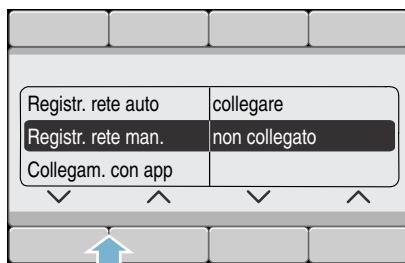 Registr. rete auto collegare
Registr. rete man. non collegato
Collegam. con app